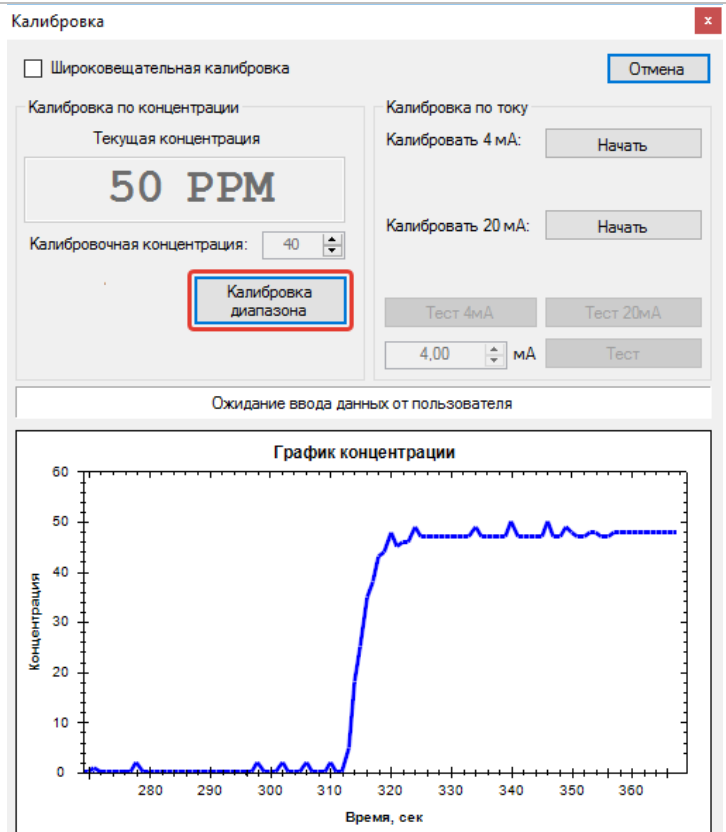 Калибровка
x
Широковещательная калибровка
Отмена
Калибровка по концентрации
Текущая концентрация
50 PPM
Калибровочная концентрация: 40
Калибровка
диапазона
Калибровка по току
Калибровать 4 мА: Начать
Калибровать 20 мА: Начать
Тест 4мА Тест 20мА
4,00 мА Тест
Ожидание ввода данных от пользователя
График концентрации
Концентрация
60
50
40
30
20
10
0
280 290 300 310 320 330 340 350 360
Время, сек